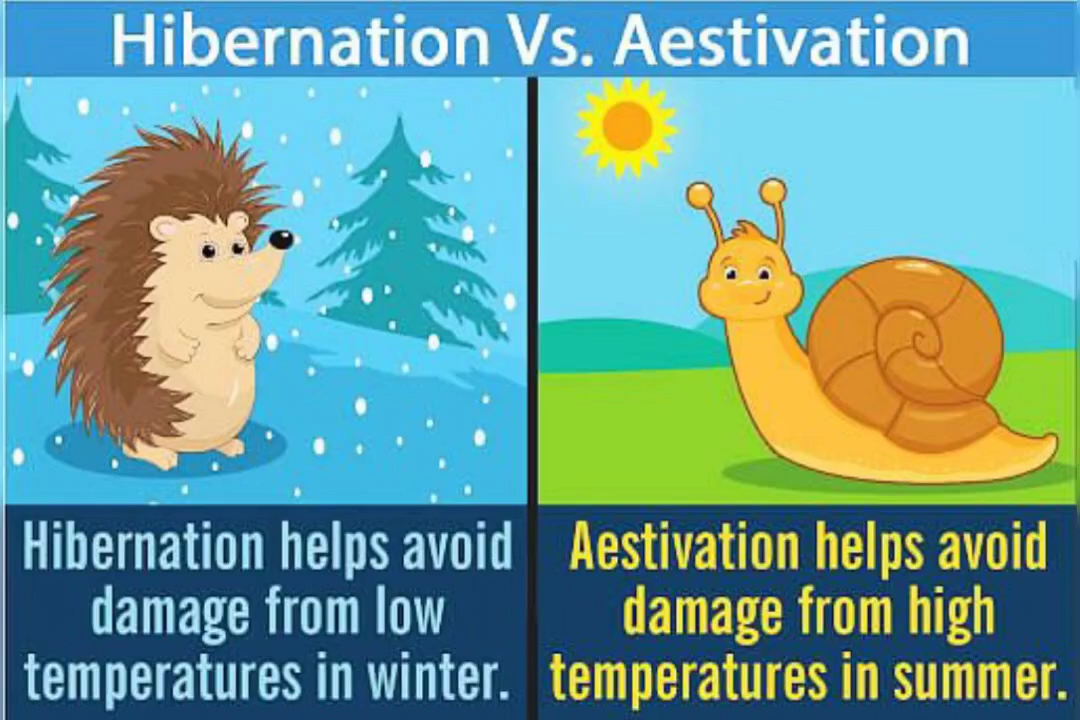 Hibernation Vs. Aestivation
Hibernation helps avoid
damage from low
temperatures in winter.
Aestivation helps avoid
damage from high
temperatures in summer.